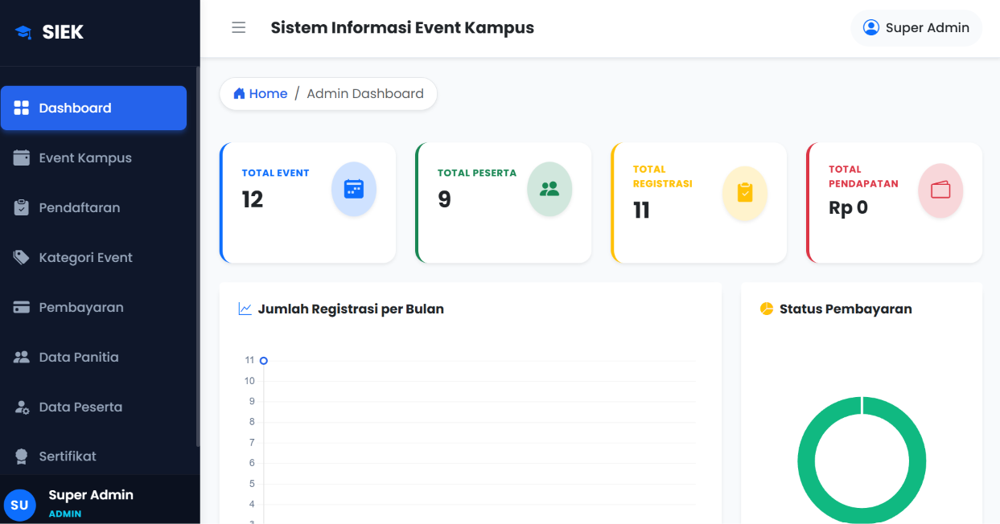 SIEK
Dashboard
Event Kampus
Pendaftaran
Kategori Event
Pembayaran
Data Panitia
Data Peserta
Sertifikat
SU
Super Admin
ADMIN
Sistem Informasi Event Kampus
Super Admin
Home / Admin Dashboard
TOTAL EVENT
12
TOTAL PESERTA
9
TOTAL
REGISTRASI
11
TOTAL
PENDAPATAN
Rp 0
Jumlah Registrasi per Bulan
11
10
9
8
7
6
5
4
3
Status Pembayaran